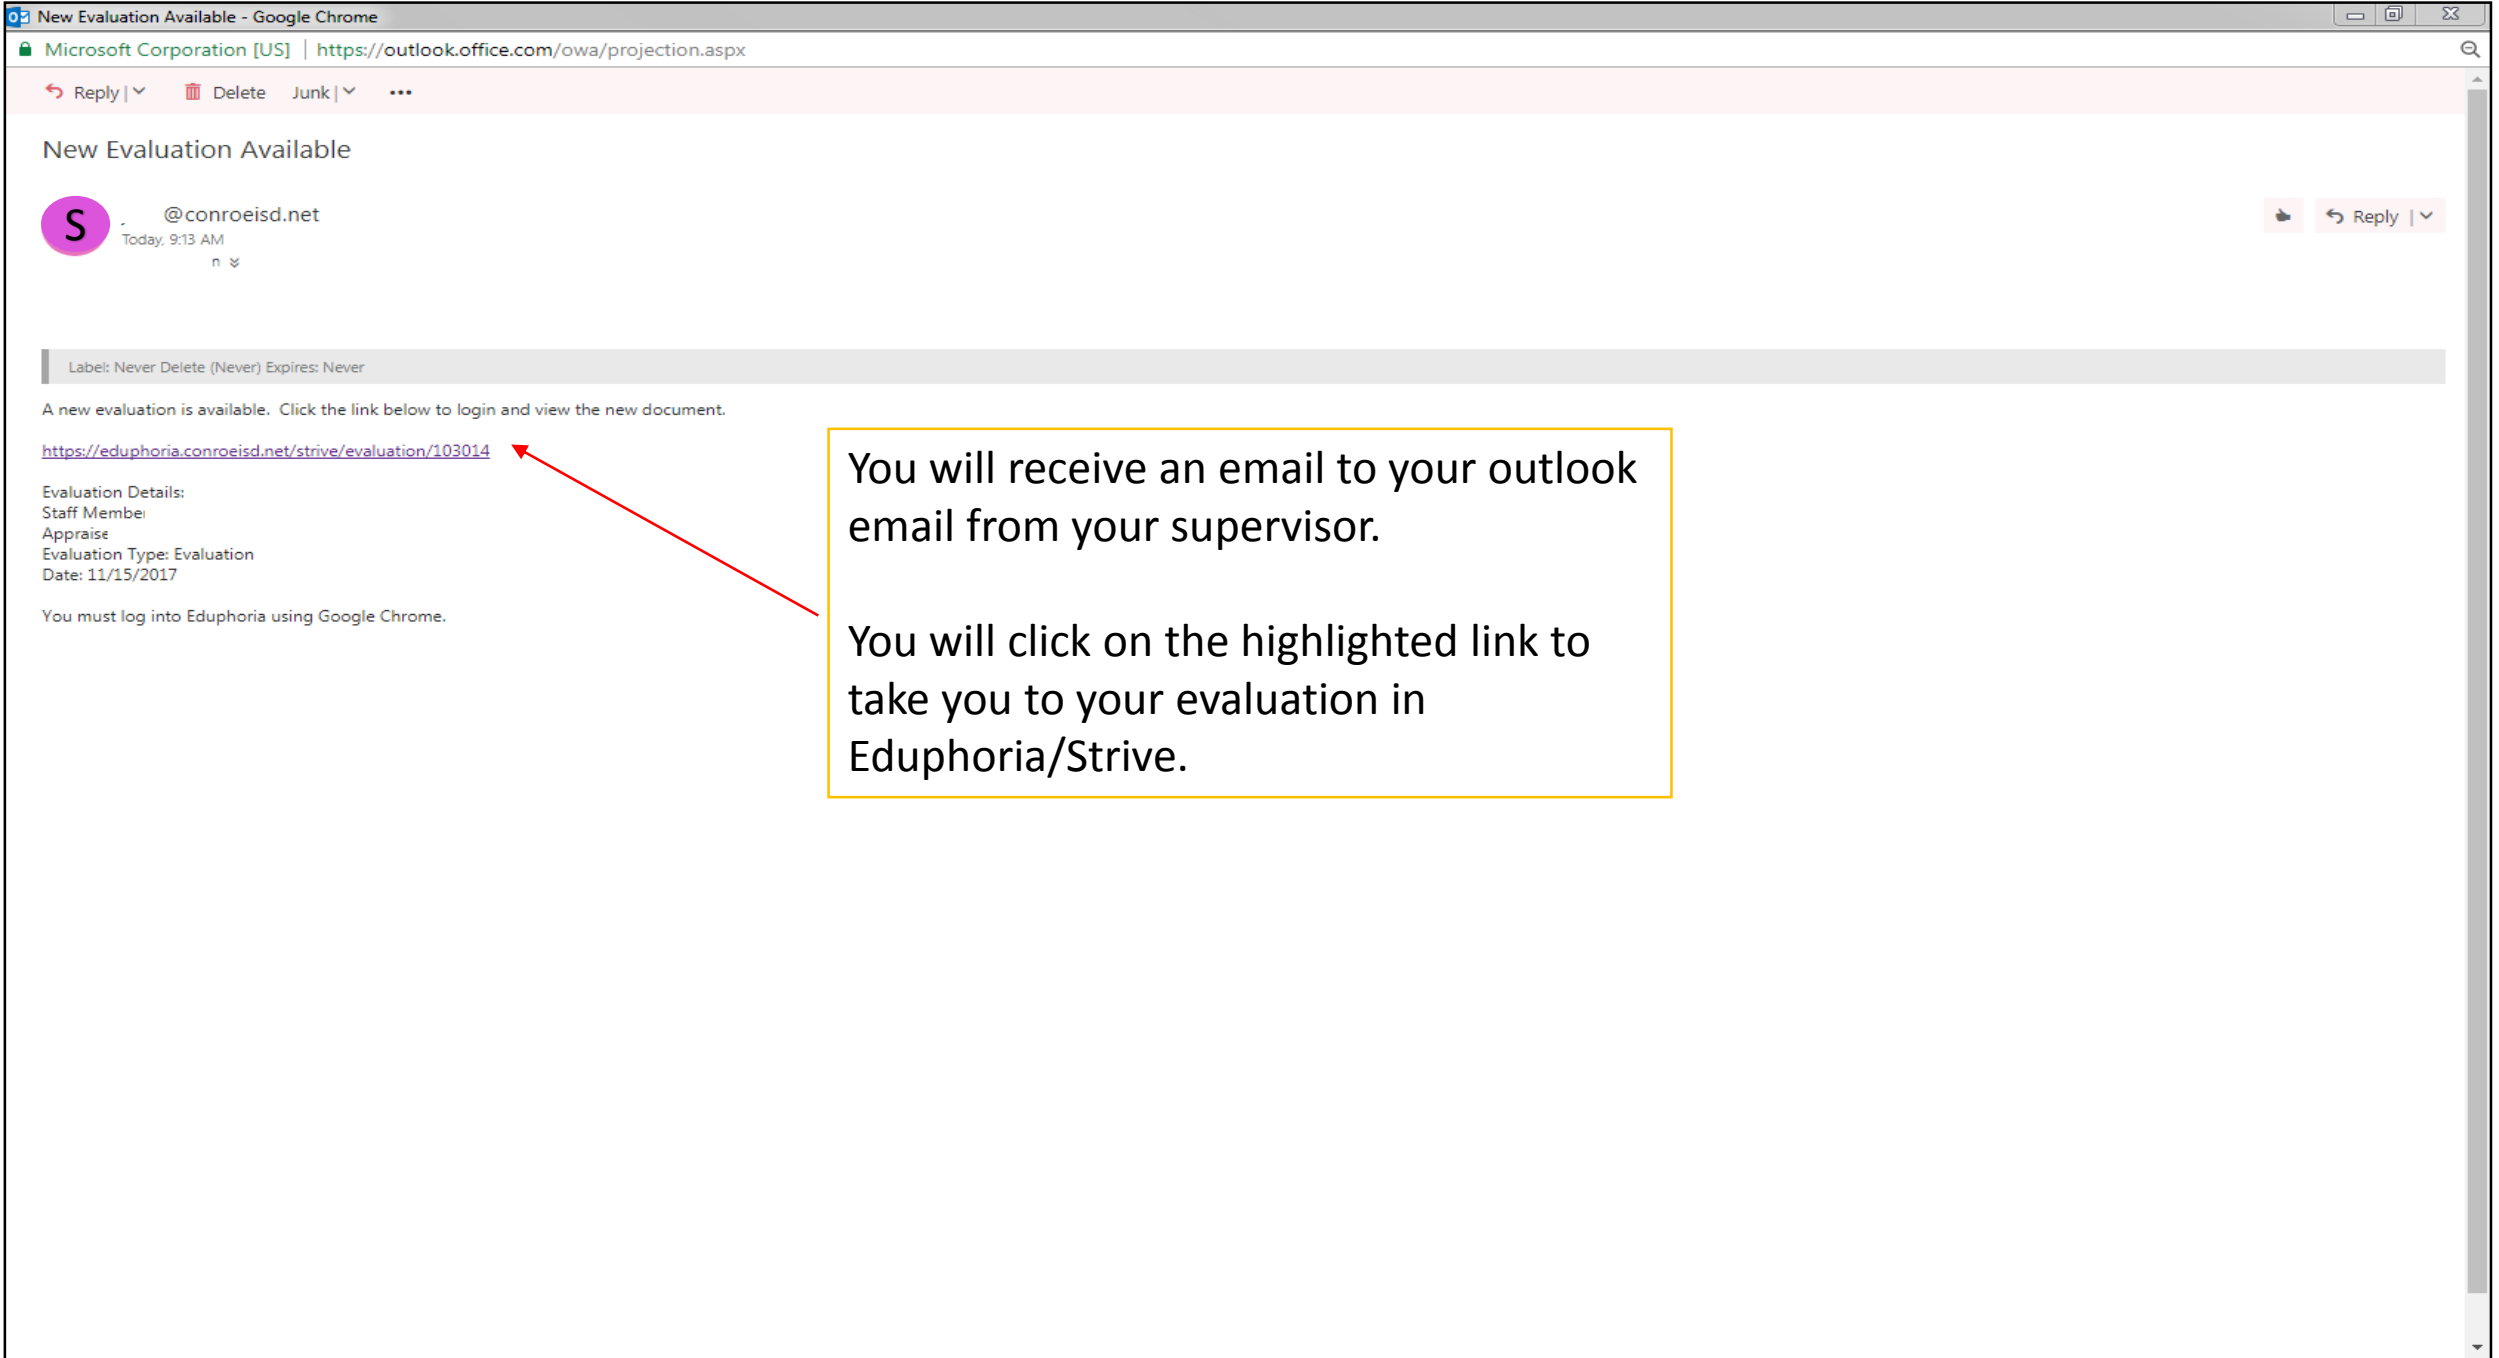 New Evaluation Available - Google Chrome
Microsoft Corporation [US] | https://outlook.office.com/owa/projection.aspx
Reply | Delete Junk | •••
New Evaluation Available
S
@conroeisd.net
Reply |
Today, 9:13 AM
n
Label: Never Delete (Never) Expires: Never
A new evaluation is available. Click the link below to login and view the new document.
https://eduphoria.conroeisd.net/strive/evaluation/103014
Evaluation Details:
Staff Member
Appraise
Evaluation Type: Evaluation
Date: 11/15/2017
You must log into Eduphoria using Google Chrome.
You will receive an email to your outlook
email from your supervisor.
You will click on the highlighted link to
take you to your evaluation in
Eduphoria/Strive.